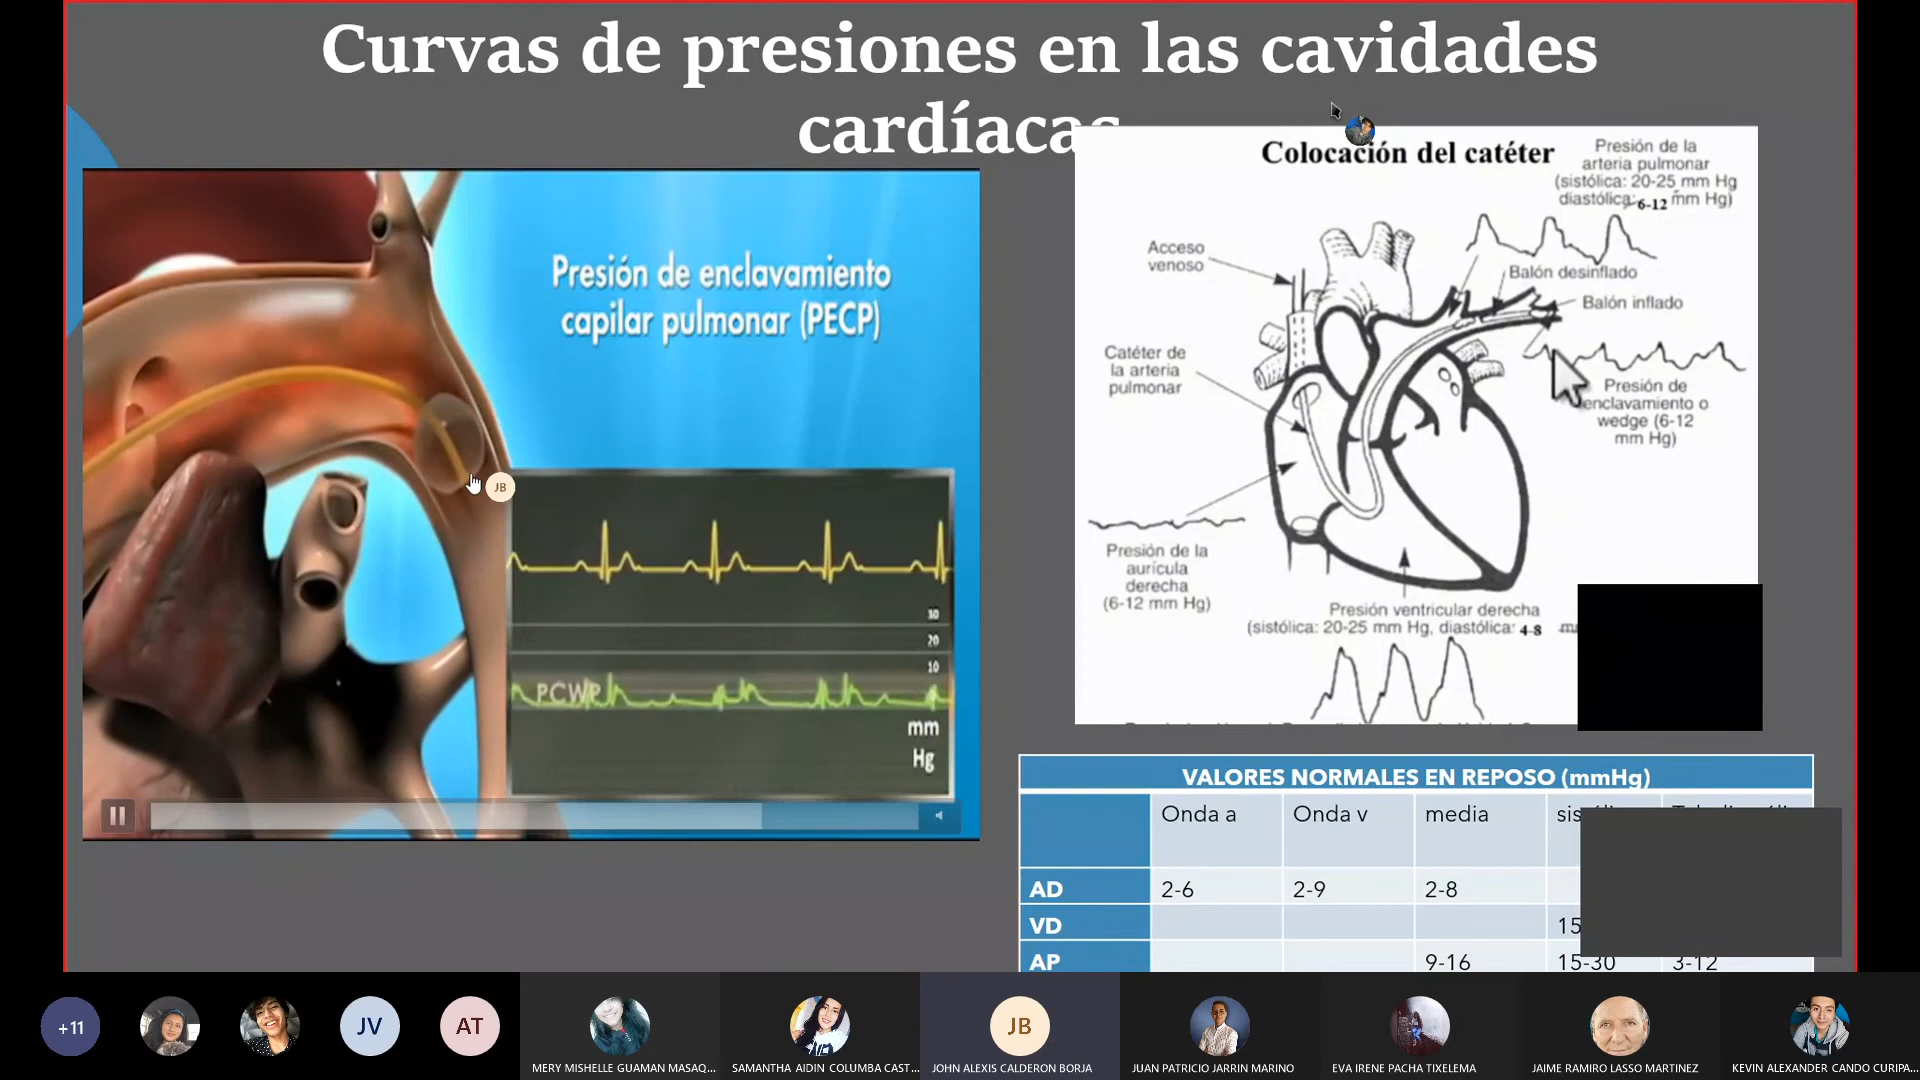 Curvas de presiones en las cavidades
cardíacas
Presión de enclavamiento
capilar pulmonar (PECP)
JB
30
20
10
PCWP
mm
Hg
Colocación del catéter
Presión de la
arteria pulmonar
(sistólica: 20-25 mm Hg
diastólica: 6-12 mm Hg)
Acceso
venoso
Balón desinflado
Balón inflado
Catéter de
la arteria
pulmonar
Presión de
enclavamiento o
wedge (6-12
mm Hg)
Presión de la
aurícula
derecha
(6-12 mm Hg)
Presión ventricular derecha
(sistólica: 20-25 mm Hg, diastólica: 4-8
VALORES NORMALES EN REPOSO (mmHg)
Onda a Onda v media
AD 2-6 2-9 2-8
VD 15
AP 9-16 15-30 3-12
+11 JV AT JB
MERY MISHELLE GUAMAN MASAQ... SAMANTHA AIDIN COLUMBA CAST... JOHN ALEXIS CALDERON BORJA JUAN PATRICIO JARRIN MARINO EVA IRENE PACHA TIXELEMA JAIME RAMIRO LASSO MARTINEZ KEVIN ALEXANDER CANDO CURIPA...